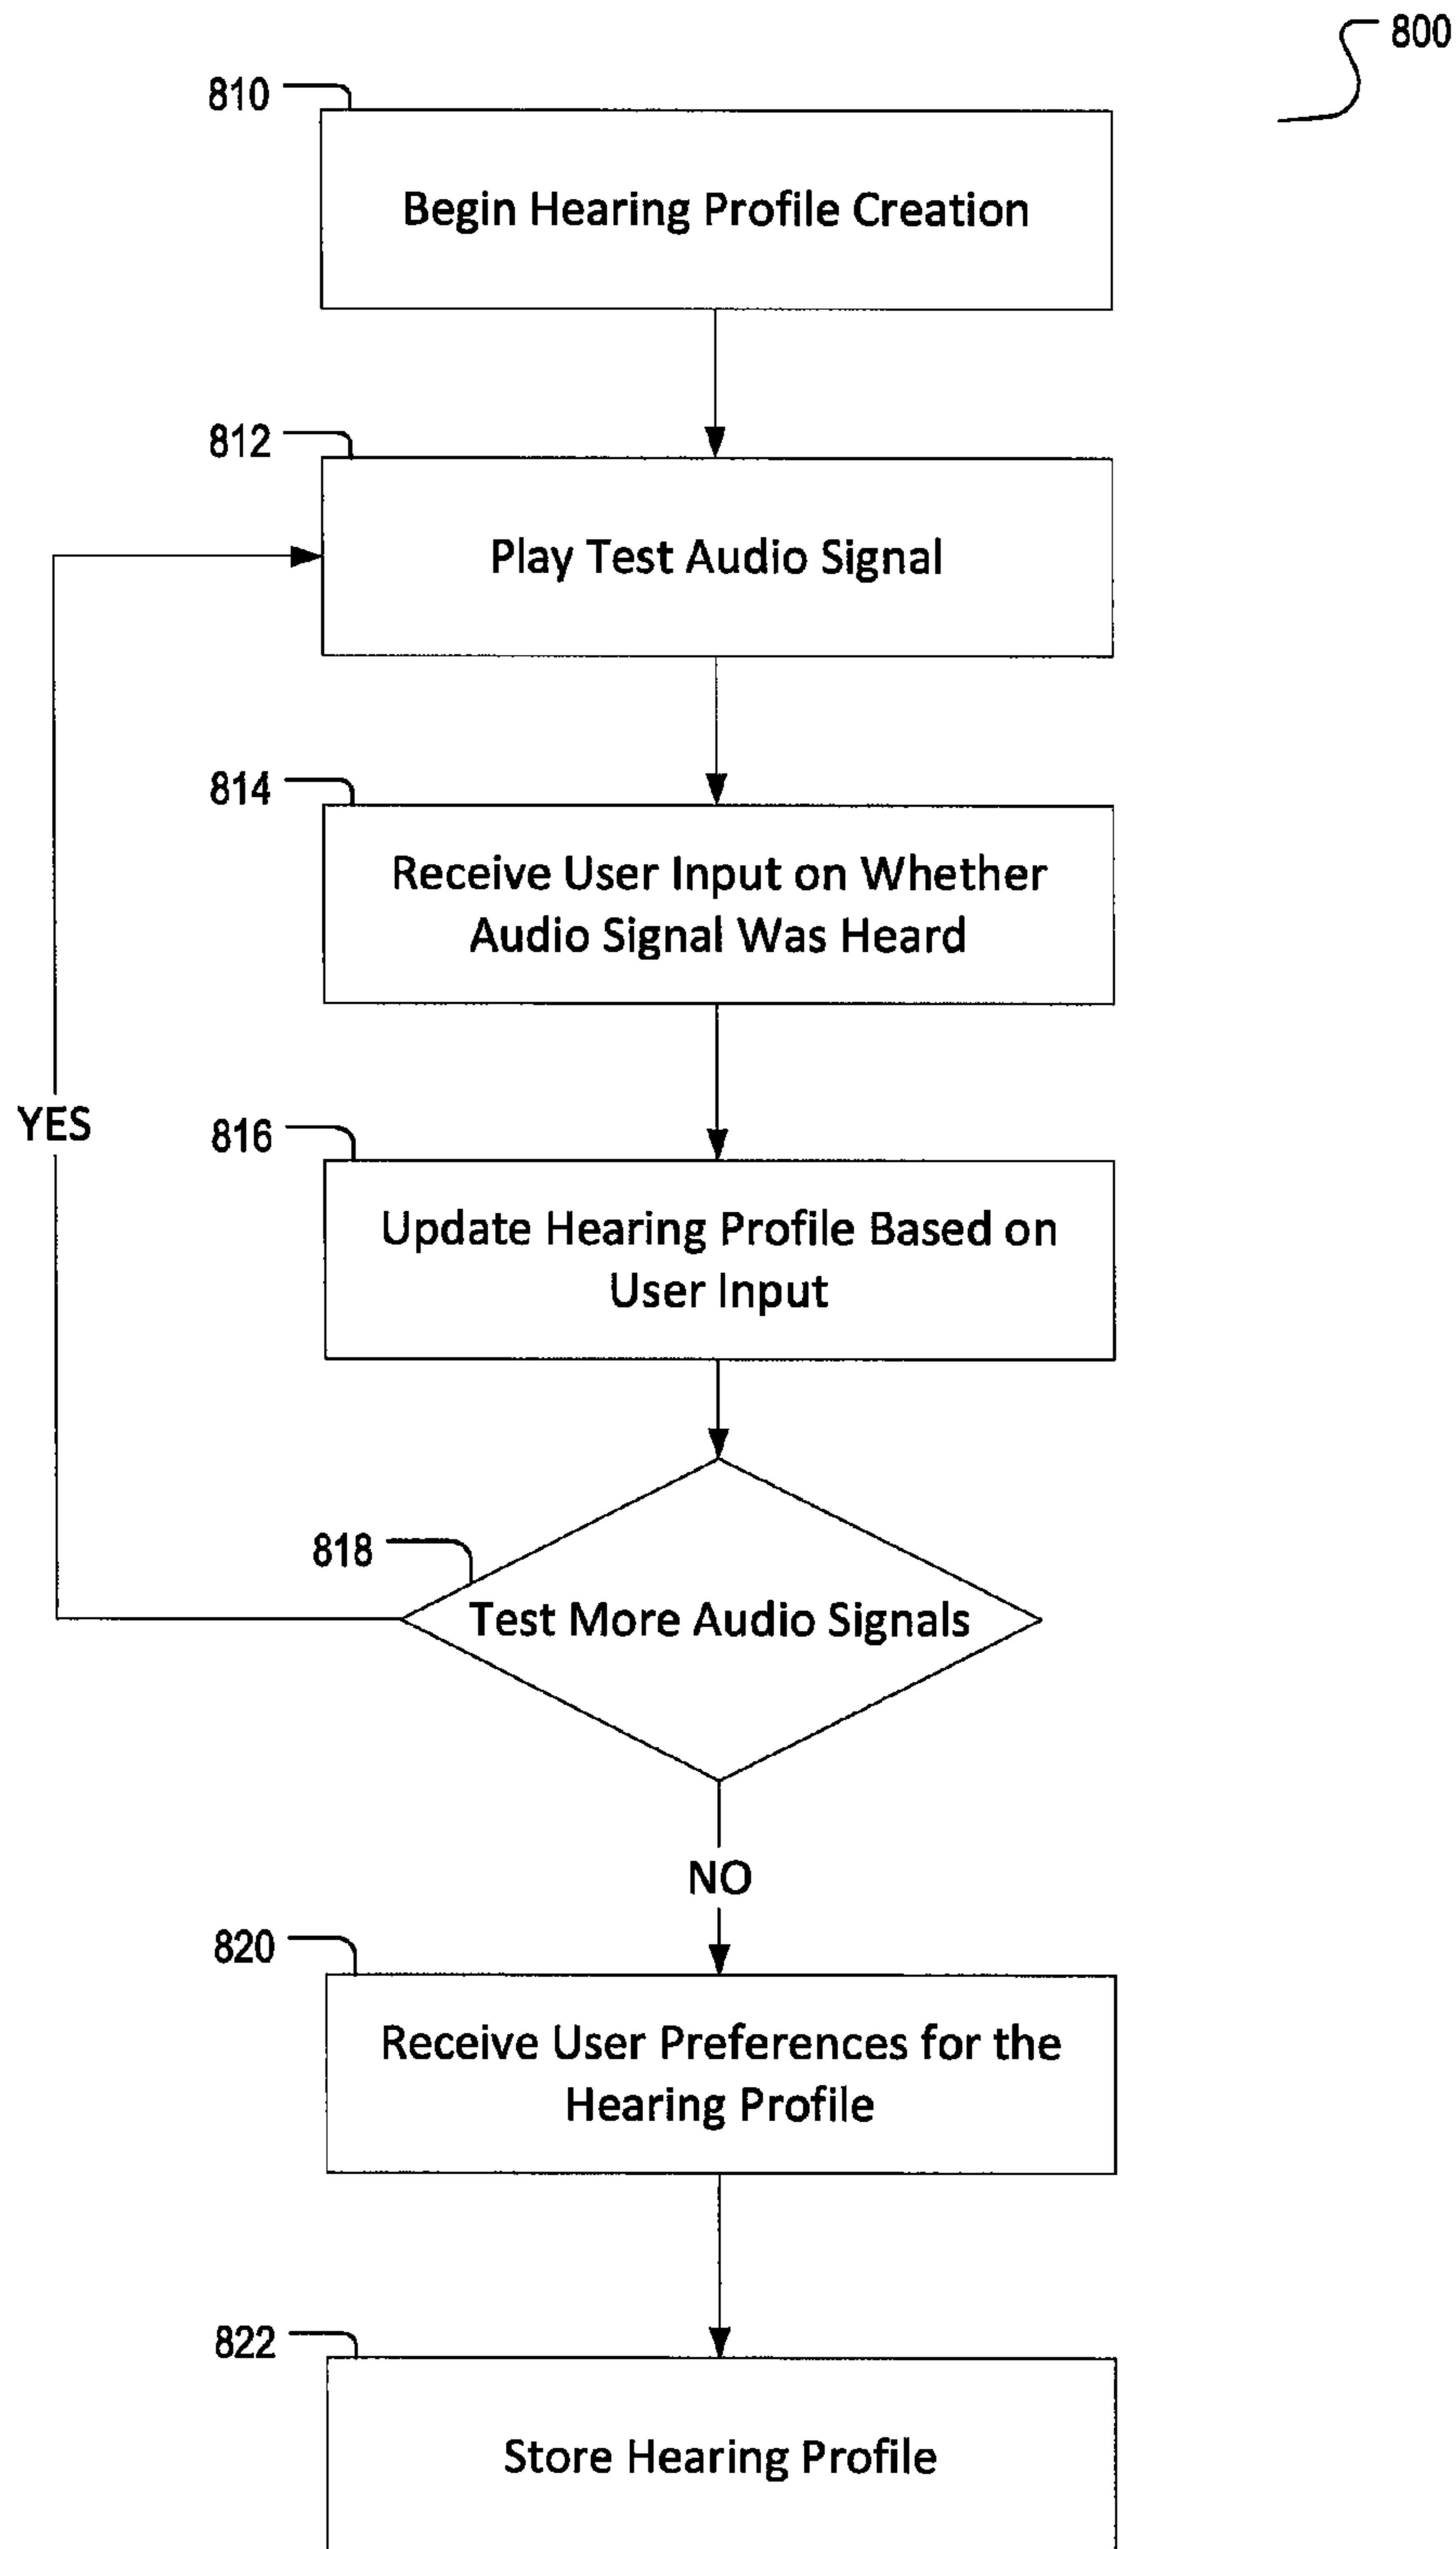 800
810
Begin Hearing Profile Creation
812
Play Test Audio Signal
814
Receive User Input on Whether
Audio Signal Was Heard
YES
816
Update Hearing Profile Based on
User Input
818
Test More Audio Signals
NO
820
Receive User Preferences for the
Hearing Profile
822
Store Hearing Profile